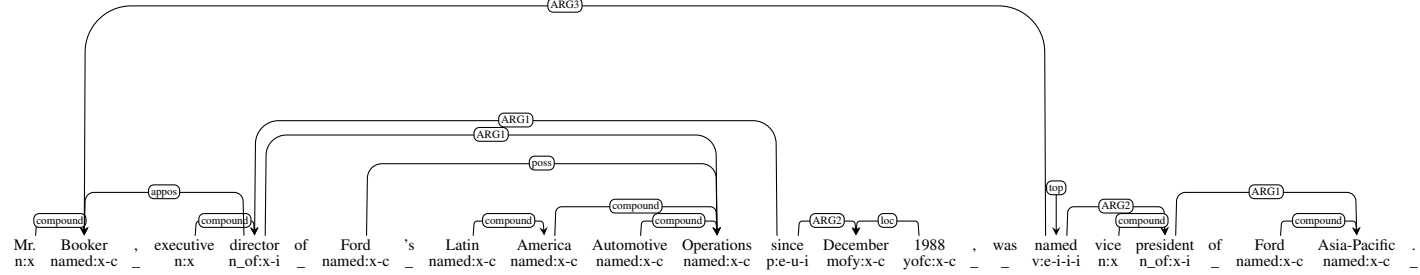 ARG3
ARG1
ARG1
poss
appos top ARG1
compound ARG2
compound compound compound compound ARG2 loc compound compound
Mr. Booker , executive director of Ford 's Latin America Automotive Operations since December 1988 , was named vice president of Ford Asia-Pacific .
n:x named:x-c _ n:x n_of:x-i _ named:x-c _ named:x-c named:x-c named:x-c named:x-c p:e-u-i mofy:x-c yofc:x-c _ _ v:e-i-i-i n:x n_of:x-i _ named:x-c named:x-c _